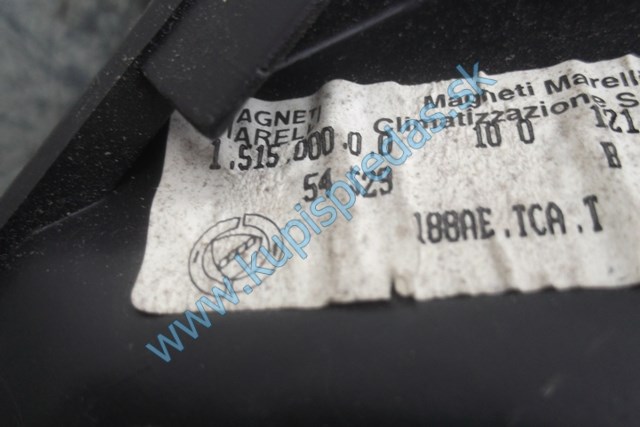 MAGNETI
MARELLI
Magneti Marelli
Climatizzazione S
1.515.000.0 0 10 0 121
54 B
188AE.TCA.T
www.kupispredas.sk